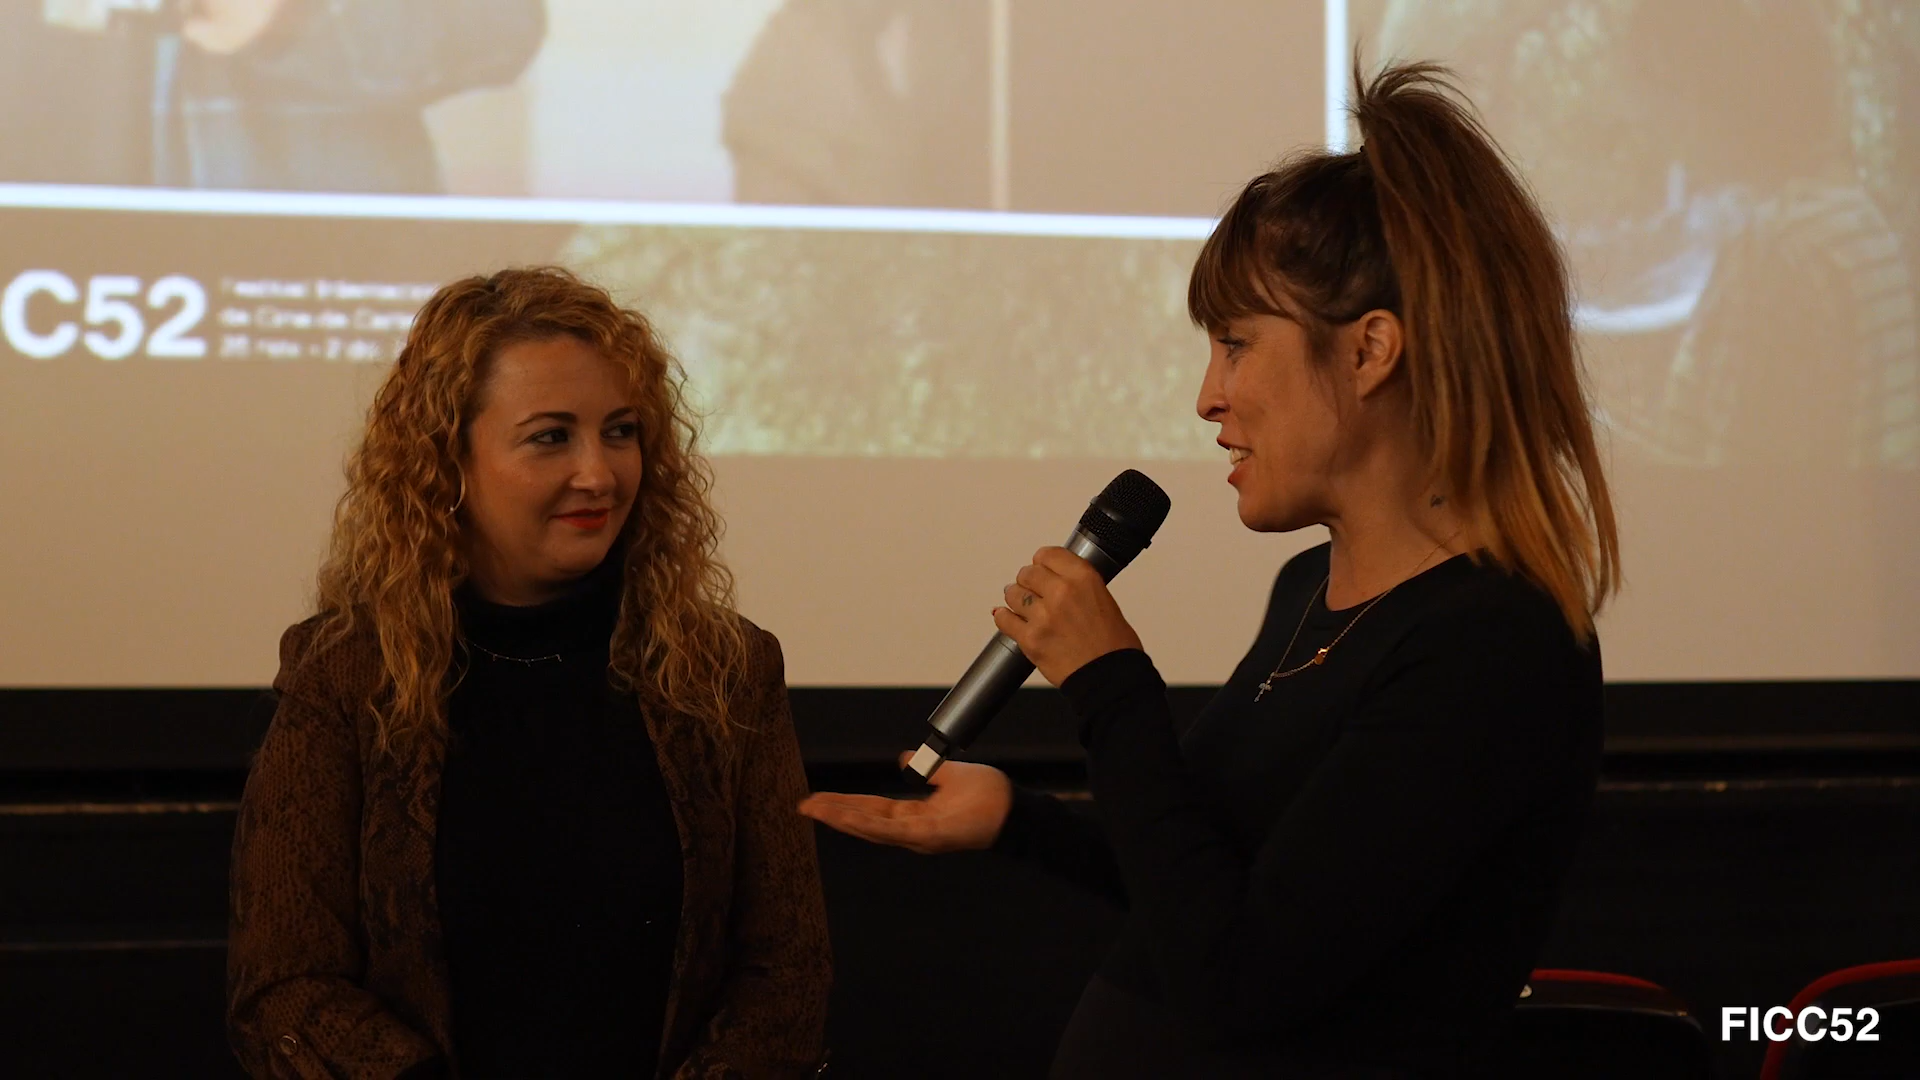 C52
Festival Internacional
de Cine de
FICC52